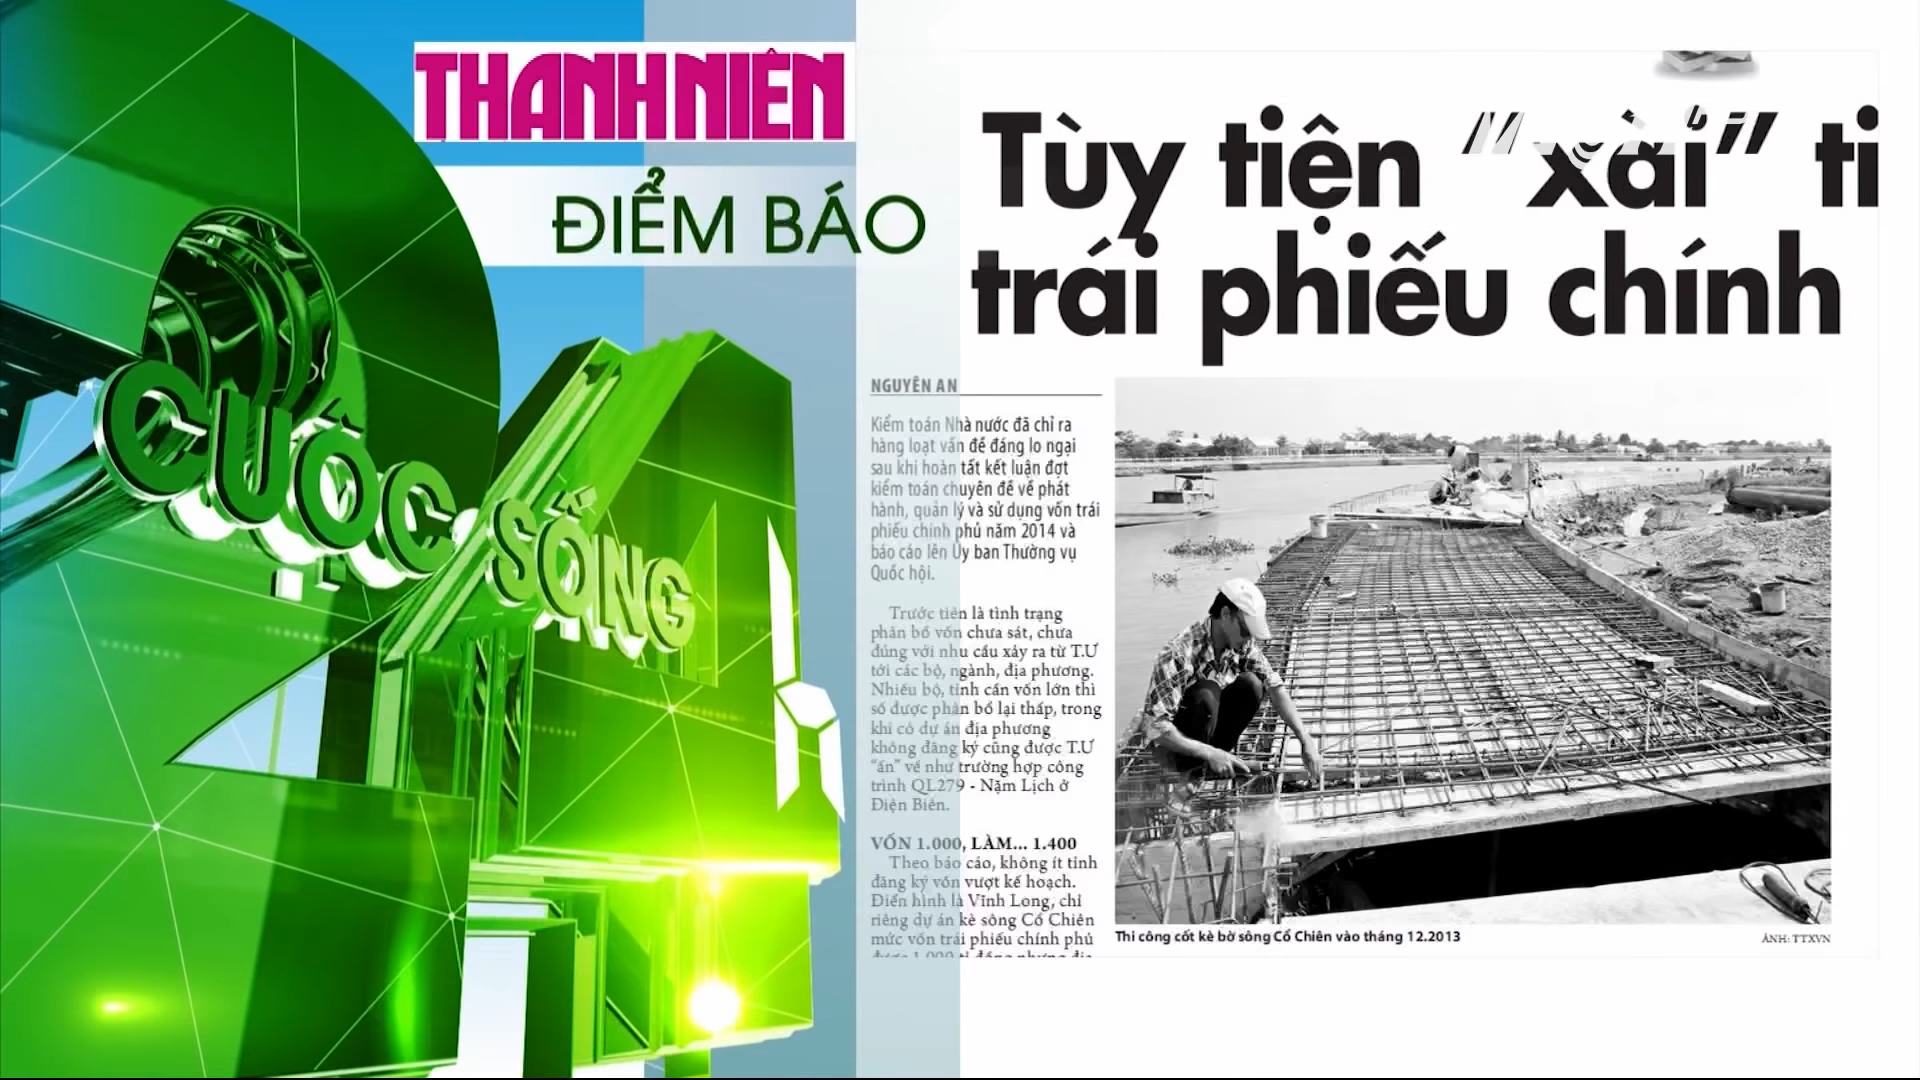 THANH NIÊN
ĐIỂM BÁO
CUỘC SỐNG
24H
Tùy tiện “xài” ti
trái phiếu chính
NGUYÊN AN
Kiểm toán Nhà nước đã chỉ ra
hàng loạt vấn đề đáng lo ngại
sau khi hoàn tất kết luận đợt
kiểm toán chuyên đề về phát
hành, quản lý và sử dụng vốn trái
phiếu chính phủ năm 2014 và
báo cáo lên Ủy ban Thường vụ
Quốc hội.
Trước tiên là tình trạng
phân bổ vốn chưa sát, chưa
đúng với nhu cầu xảy ra từ T.Ư
tới các bộ, ngành, địa phương.
Nhiều bộ, tỉnh cần vốn lớn thì
số được phân bổ lại thấp, trong
khi có dự án địa phương
không đăng ký cũng được T.Ư
“ấn” về như trường hợp công
trình QL279 - Nặm Lịch ở
Điện Biên.
VỐN 1.000, LÀM... 1.400
Theo báo cáo, không ít tỉnh
đăng ký vốn vượt kế hoạch.
Điển hình là Vĩnh Long, chỉ
riêng dự án kè sông Cổ Chiên
mức vốn trái phiếu chính phủ
Thi công cốt kè bờ sông Cổ Chiên vào tháng 12.2013
ẢNH: TTXVN